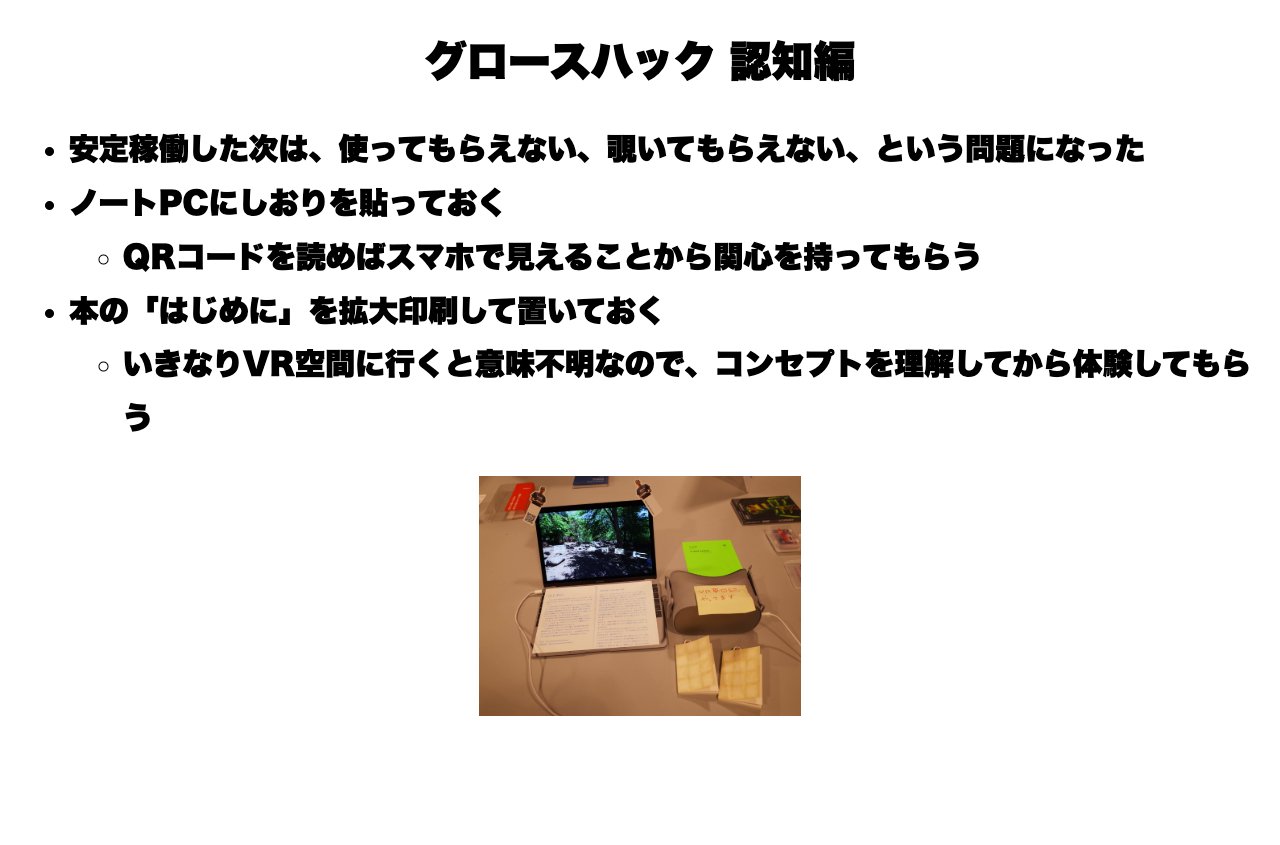 グロースハック 認知編
• 安定稼働した次は、使ってもらえない、覗いてもらえない、という問題になった
• ノートPCにしおりを貼っておく
◦ QRコードを読めばスマホで見えることから関心を持ってもらう
• 本の「はじめに」を拡大印刷して置いておく
◦ いきなりVR空間に行くと意味不明なので、コンセプトを理解してから体験してもら
う